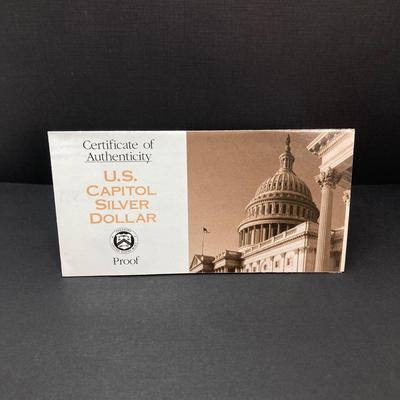 Certificate of
Authenticity
U.S.
CAPITOL
SILVER
DOLLAR
Proof